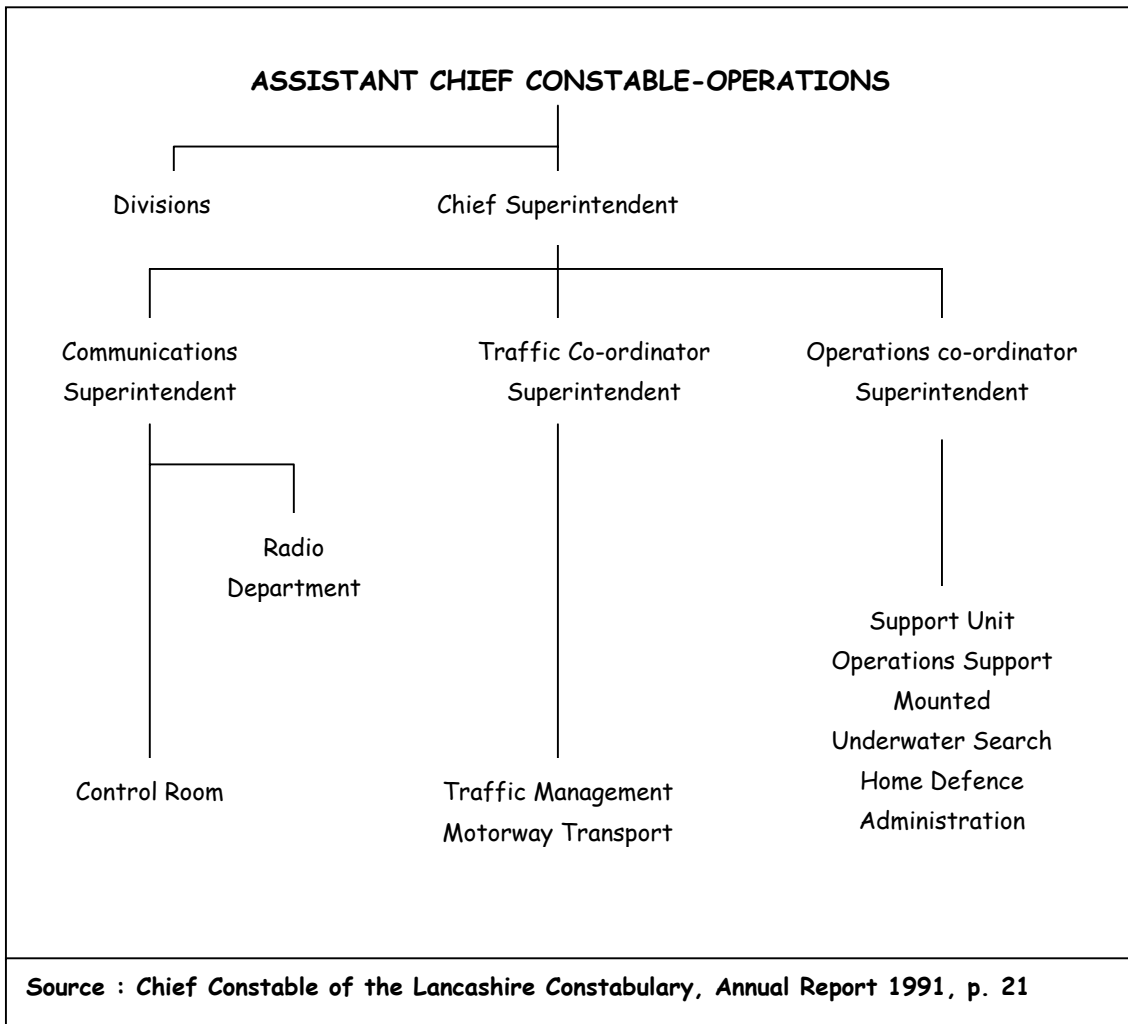 ASSISTANT CHIEF CONSTABLE-OPERATIONS
Divisions
Chief Superintendent
Communications
Superintendent
Traffic Co-ordinator
Superintendent
Operations co-ordinator
Superintendent
Radio
Department
Control Room
Traffic Management
Motorway Transport
Support Unit
Operations Support
Mounted
Underwater Search
Home Defence
Administration
Source : Chief Constable of the Lancashire Constabulary, Annual Report 1991, p. 21